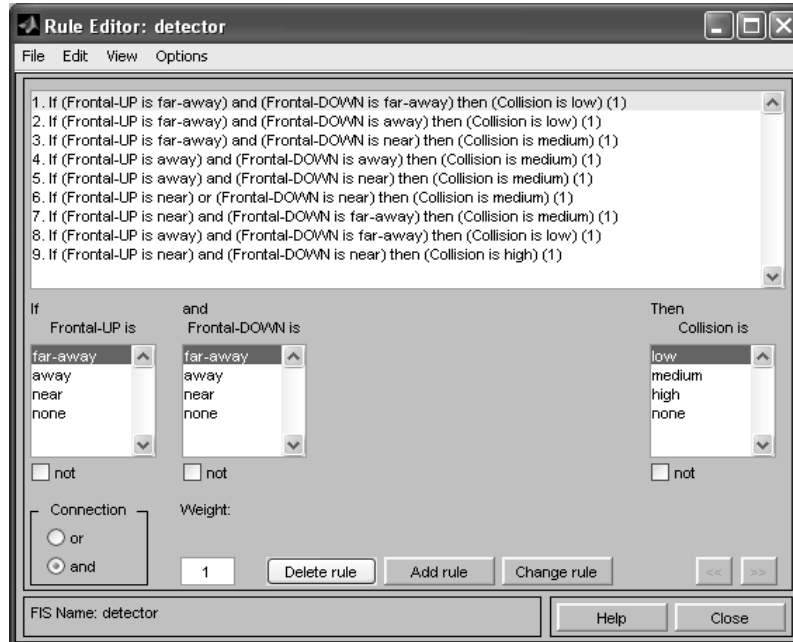 Rule Editor: detector
File Edit View Options
1. If (Frontal-UP is far-away) and (Frontal-DOWN is far-away) then (Collision is low) (1)
2. If (Frontal-UP is far-away) and (Frontal-DOWN is away) then (Collision is low) (1)
3. If (Frontal-UP is far-away) and (Frontal-DOWN is near) then (Collision is medium) (1)
4. If (Frontal-UP is away) and (Frontal-DOWN is away) then (Collision is medium) (1)
5. If (Frontal-UP is away) and (Frontal-DOWN is near) then (Collision is medium) (1)
6. If (Frontal-UP is near) or (Frontal-DOWN is near) then (Collision is medium) (1)
7. If (Frontal-UP is near) and (Frontal-DOWN is far-away) then (Collision is medium) (1)
8. If (Frontal-UP is away) and (Frontal-DOWN is far-away) then (Collision is low) (1)
9. If (Frontal-UP is near) and (Frontal-DOWN is near) then (Collision is high) (1)
If and Then
Frontal-UP is Frontal-DOWN is Collision is
far-away far-away low
away away medium
near near high
none none none
not not not
Connection Weight:
or
and 1 Delete rule Add rule Change rule << >>
FIS Name: detector Help Close